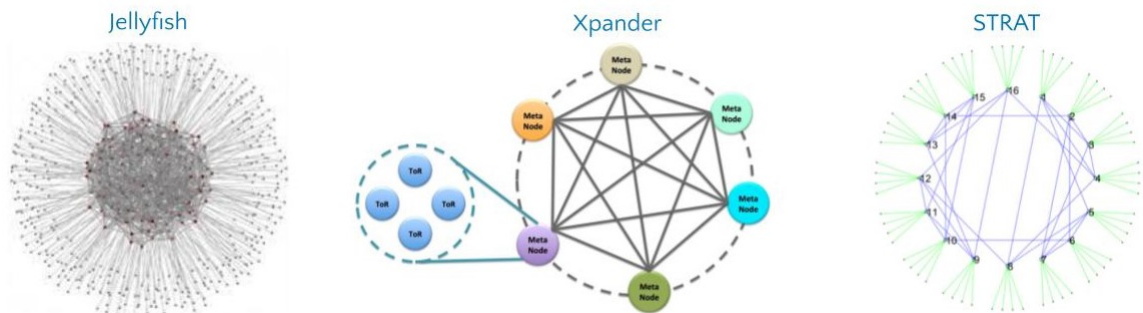 Jellyfish
Xpander
STRAT
Meta
Node
Meta
Node
Meta
Node
Meta
Node
Meta
Node
Meta
Node
ToR
ToR
ToR
ToR
16
1
2
3
4
5
6
7
8
9
10
11
12
13
14
15